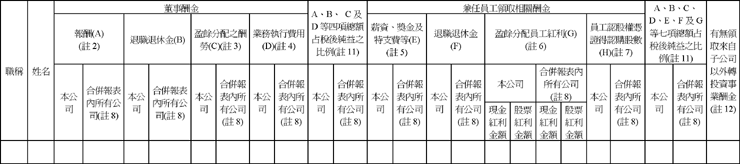 職稱
姓名
董事酬金
報酬(A)
(註 2)
本公司
合併報表
內所有公
司(註 8)
退職退休金(B)
本公司
合併報表
內所有公
司(註 8)
盈餘分配之酬
勞(C)(註 3)
本公司
合併報表
內所有公
司(註 8)
業務執行費用
(D)(註 4)
本公司
合併報表
內所有公
司(註 8)
A、B、C 及
D 等四項總額
占稅後純益之
比例(註 11)
本公司
合併報表
內所有公
司(註 8)
兼任員工領取相關酬金
薪資、獎金及
特支費等(E)
(註 5)
本公司
合併報表
內所有公
司(註 8)
退職退休金
(F)
本公司
合併報表
內所有公
司(註 8)
盈餘分配員工紅利(G)
(註 6)
本公司
現金
紅利
金額
股票
紅利
金額
合併報表內
所有公司
(註 8)
現金
紅利
金額
股票
紅利
金額
員工認股權憑
證得認購股數
(H)(註 7)
本公司
合併報表
內所有公
司(註 8)
A、B、C、
D、E、F 及 G
等七項總額占
稅後純益之比
例(註 11)
本公司
合併報表
內所有公
司(註 8)
有無領
取來自
子公司
以外轉
投資事
業酬金
(註 12)